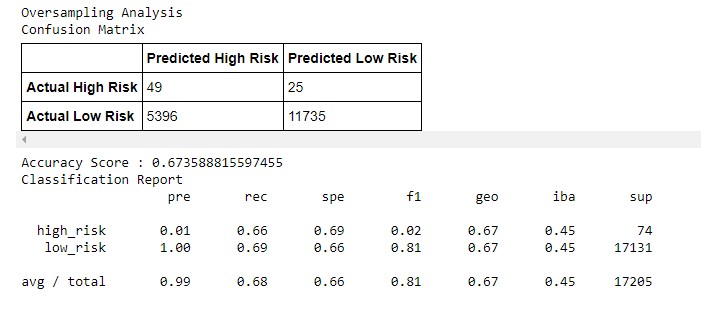 Oversampling Analysis
Confusion Matrix
Predicted High Risk Predicted Low Risk
Actual High Risk 49 25
Actual Low Risk 5396 11735
Accuracy Score : 0.673588815597455
Classification Report
pre rec spe f1 geo iba sup
high_risk 0.01 0.66 0.69 0.02 0.67 0.45 74
low_risk 1.00 0.69 0.66 0.81 0.67 0.45 17131
avg / total 0.99 0.68 0.66 0.81 0.67 0.45 17205